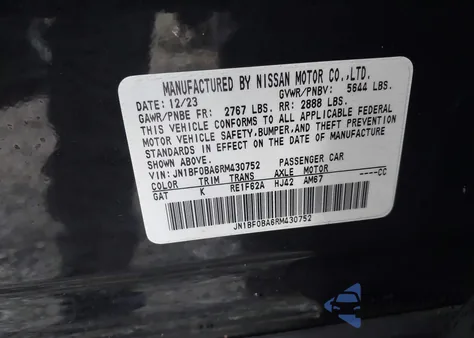 MANUFACTURED BY NISSAN MOTOR CO.,LTD.
DATE: 12/23 GVWR/PNBV: 5644 LBS.
GAWR/PNBE FR: 2767 LBS. RR: 2888 LBS.
THIS VEHICLE CONFORMS TO ALL APPLICABLE FEDERAL
MOTOR VEHICLE SAFETY,BUMPER,AND THEFT PREVENTION
STANDARDS IN EFFECT ON THE DATE OF MANUFACTURE
SHOWN ABOVE.
VIN: JN1BF0BA6RM430752 PASSENGER CAR
COLOR TRIM TRANS AXLE MOTOR ----CC
GAT K RE1F62A HJ42 AM67
JN1BF0BA6RM430752